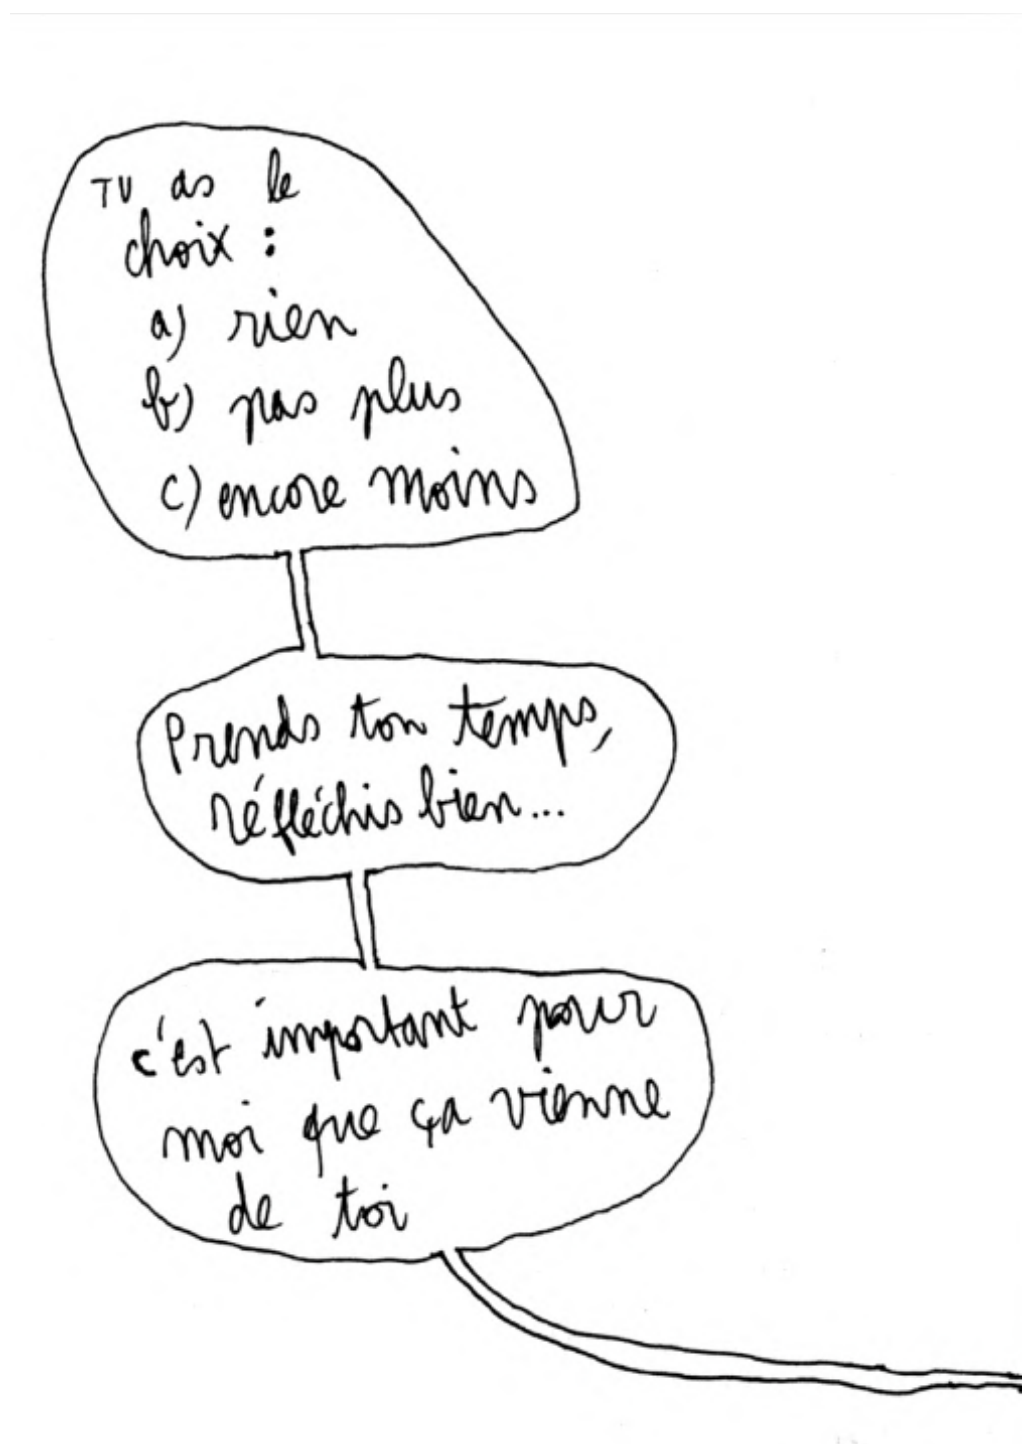 TU as le
choix :
a) rien
b) pas plus
c) encore moins
Prends ton temps,
réfléchis bien...
c'est important pour
moi que ça vienne
de toi